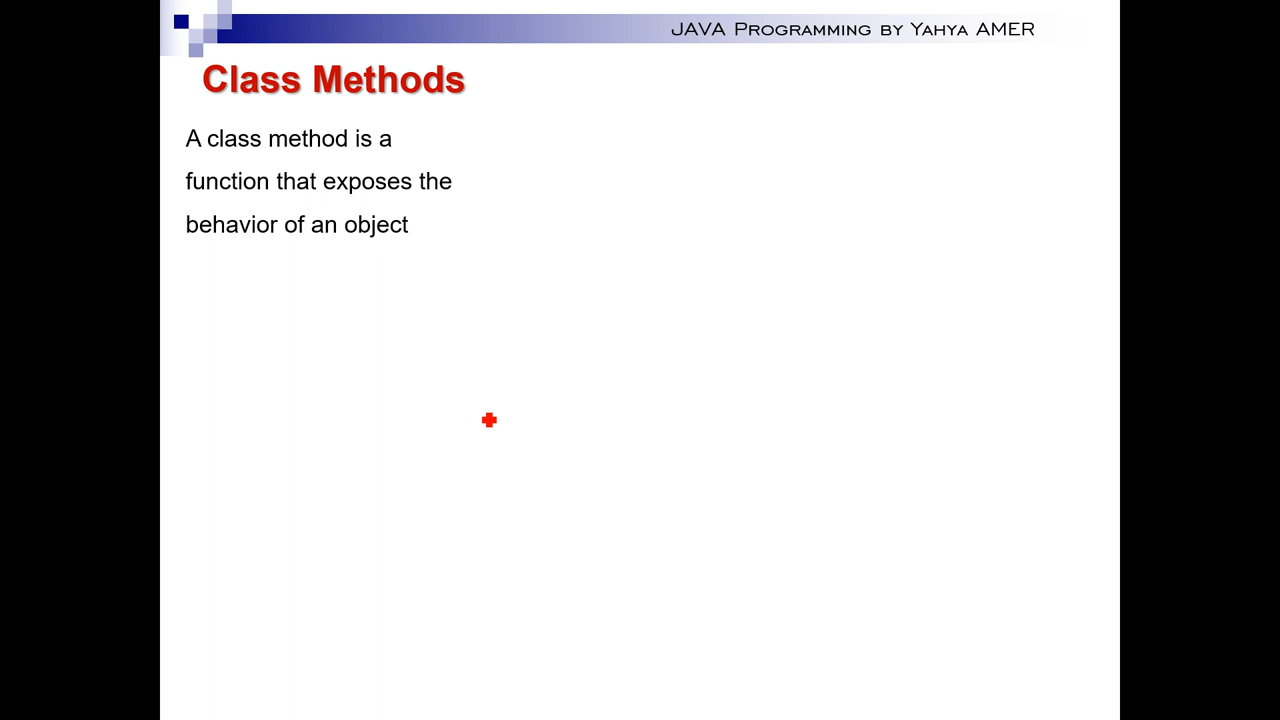 JAVA Programming by Yahya AMER
Class Methods
A class method is a
function that exposes the
behavior of an object